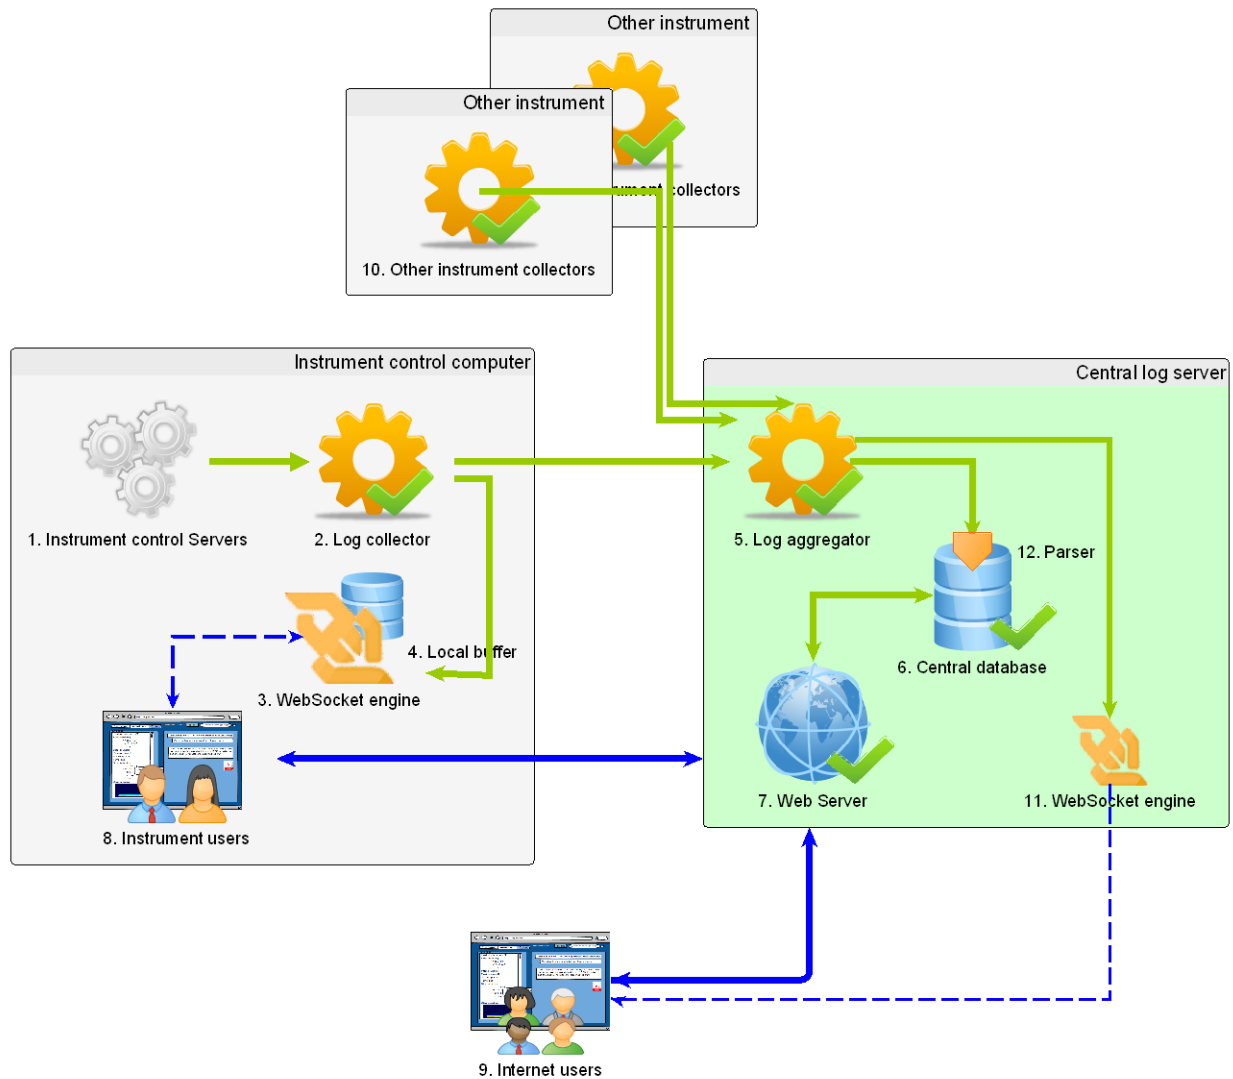 Other instrument
Other instrument
collectors
10. Other instrument collectors
Instrument control computer
Central log server
1. Instrument control Servers
2. Log collector
5. Log aggregator
12. Parser
4. Local buffer
6. Central database
3. WebSocket engine
7. Web Server
11. WebSocket engine
8. Instrument users
9. Internet users